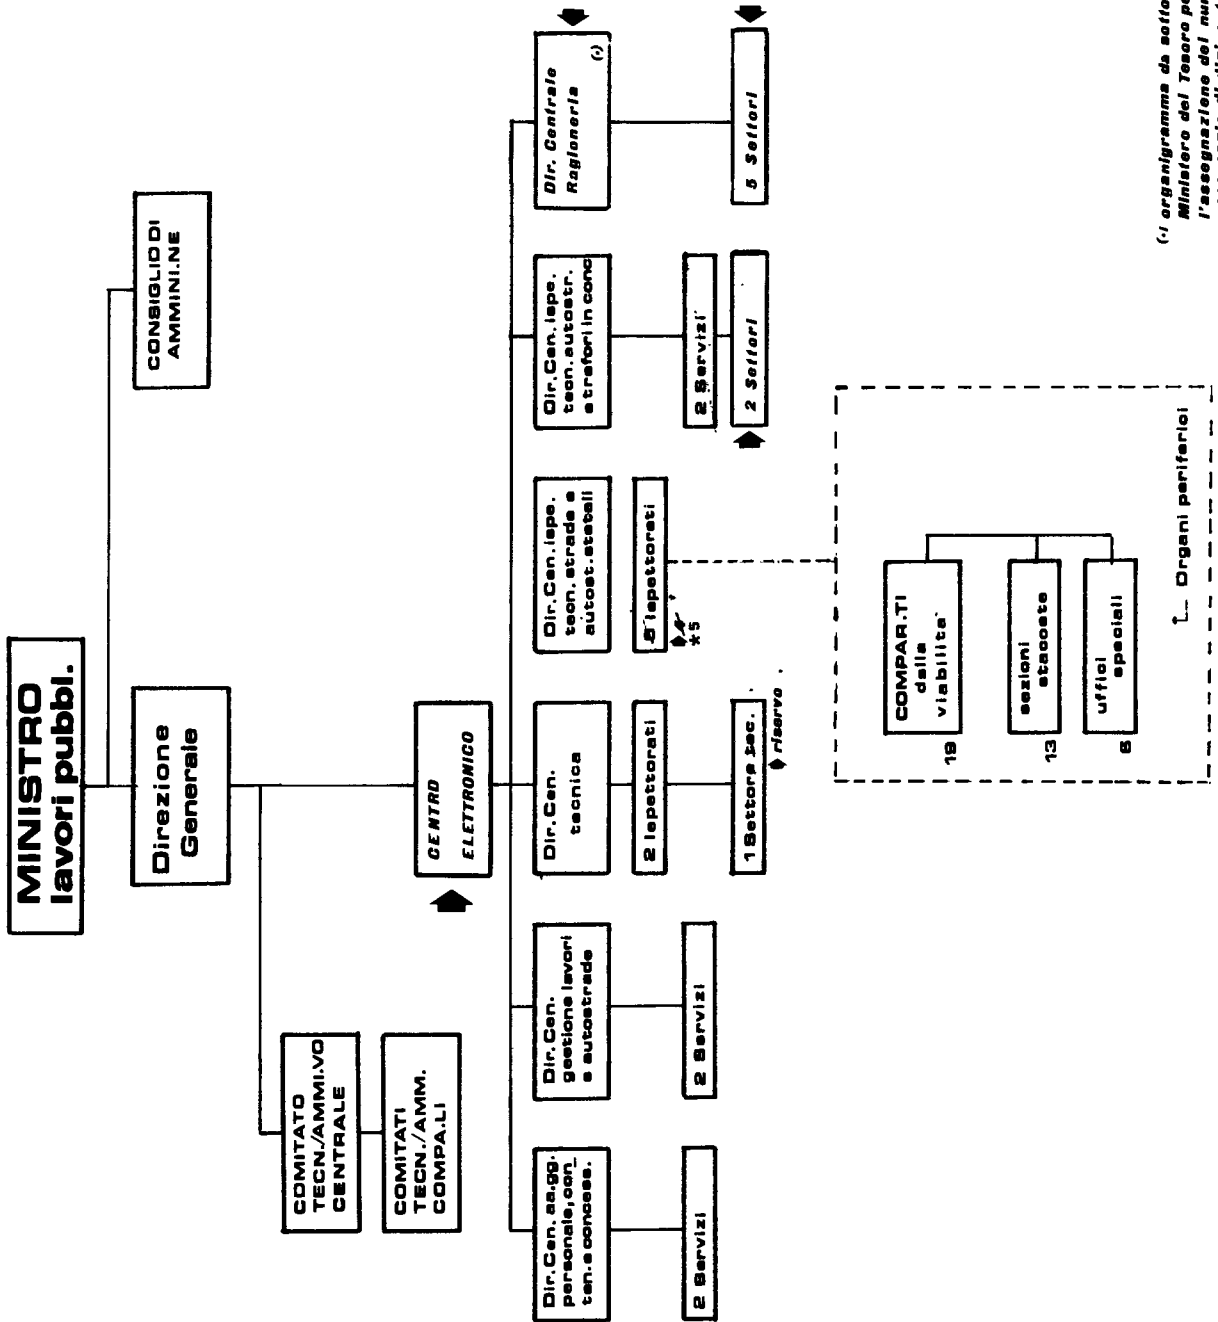 MINISTRO
lavori pubbl.
CONSIGLIO DI
AMMINI.NE
Direzione
Generale
COMITATO
TECN./AMMI.VO
CENTRALE
COMITATI
TECN./AMM.
COMPA.LI
CENTRO
ELETTRONICO
Dir.Cen. aa.gg.
personale, con_
ten. e concess.
2 Servizi
Dir.Cen.
gestione lavori
e autostrade
2 Servizi
Dir.Cen.
tecnica
2 Ispettorati
1 Settore tec.
riserva
Dir.Cen. ispe.
tecn. strade e
autost. statali
Ispettorati
*5
Dir.Cen. ispe.
tecn. autostr.
e trafori in conc
2 Servizi
2 Settori
Dir. Centrale
Ragioneria
(•)
5 Settori
COMPAR.TI
della
viabilita'
19
sezioni
staccate
13
uffici
speciali
6
Organi periferici
(•) organigramma da sotto
Ministero del Tesoro pe
l'assegnazione del nu